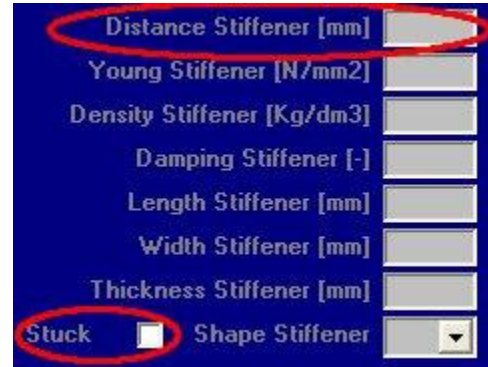 Distance Stiffener [mm]
Young Stiffener [N/mm2]
Density Stiffener [Kg/dm3]
Damping Stiffener [-]
Length Stiffener [mm]
Width Stiffener [mm]
Thickness Stiffener [mm]
Stuck Shape Stiffener